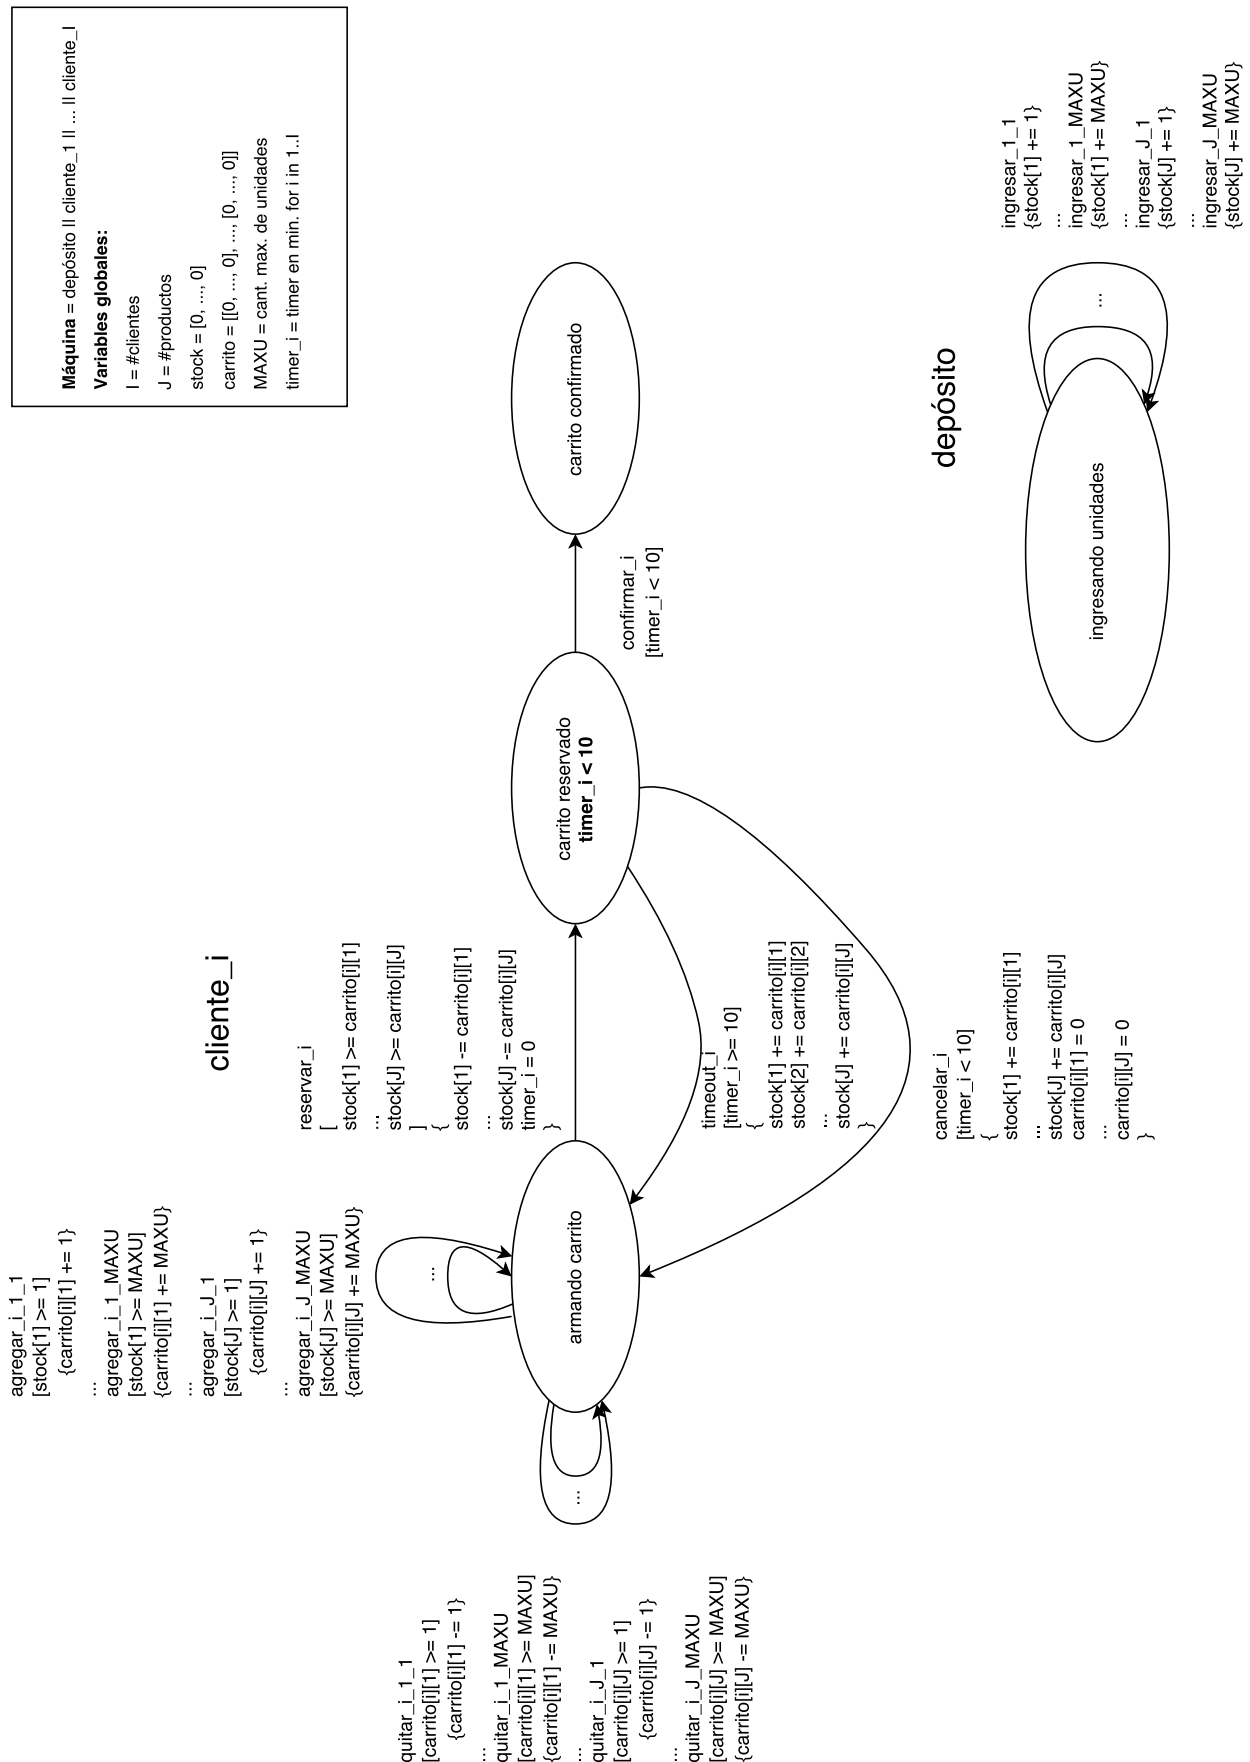 Máquina = depósito || cliente_1 || ... || cliente_I
Variables globales:
I = #clientes
J = #productos
stock = [0, ..., 0]
carrito = [[0, ..., 0], ..., [0, ..., 0]]
MAXU = cant. max. de unidades
timer_i = timer en min. for i in 1..I
cliente_i
agregar_i_1_1
[stock[1] >= 1]
{carrito[i][1] += 1}
...
agregar_i_1_MAXU
[stock[1] >= MAXU]
{carrito[i][1] += MAXU}
...
agregar_i_J_1
[stock[J] >= 1]
{carrito[i][J] += 1}
...
agregar_i_J_MAXU
[stock[J] >= MAXU]
{carrito[i][J] += MAXU}
...
quitar_i_1_1
[carrito[i][1] >= 1]
{carrito[i][1] -= 1}
...
quitar_i_1_MAXU
[carrito[i][1] >= MAXU]
{carrito[i][1] -= MAXU}
...
quitar_i_J_1
[carrito[i][J] >= 1]
{carrito[i][J] -= 1}
...
quitar_i_J_MAXU
[carrito[i][J] >= MAXU]
{carrito[i][J] -= MAXU}
...
armando carrito
reservar_i
[
stock[1] >= carrito[i][1]
...
stock[J] >= carrito[i][J]
]
{
stock[1] -= carrito[i][1]
...
stock[J] -= carrito[i][J]
timer_i = 0
}
carrito reservado
timer_i < 10
confirmar_i
[timer_i < 10]
carrito confirmado
timeout_i
[timer_i >= 10]
{
stock[1] += carrito[i][1]
stock[2] += carrito[i][2]
...
stock[J] += carrito[i][J]
}
cancelar_i
[timer_i < 10]
{
stock[1] += carrito[i][1]
...
stock[J] += carrito[i][J]
carrito[i][1] = 0
...
carrito[i][J] = 0
}
depósito
ingresando unidades
...
ingresar_1_1
{stock[1] += 1}
...
ingresar_1_MAXU
{stock[1] += MAXU}
...
ingresar_J_1
{stock[J] += 1}
...
ingresar_J_MAXU
{stock[J] += MAXU}